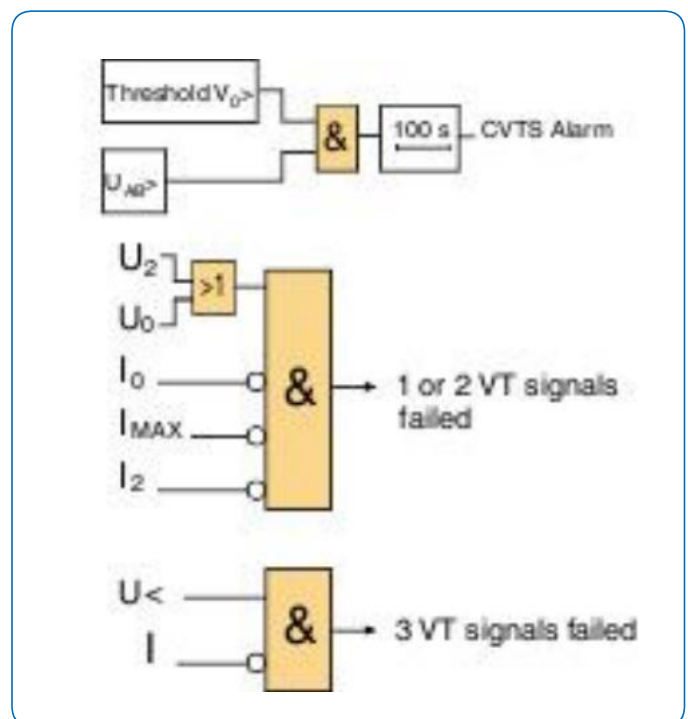 Threshold V0>
&
100 s
CVTS Alarm
UAB>
U2
>1
U0
I0
&
1 or 2 VT signals
failed
IMAX
I2
U<
&
3 VT signals failed
I